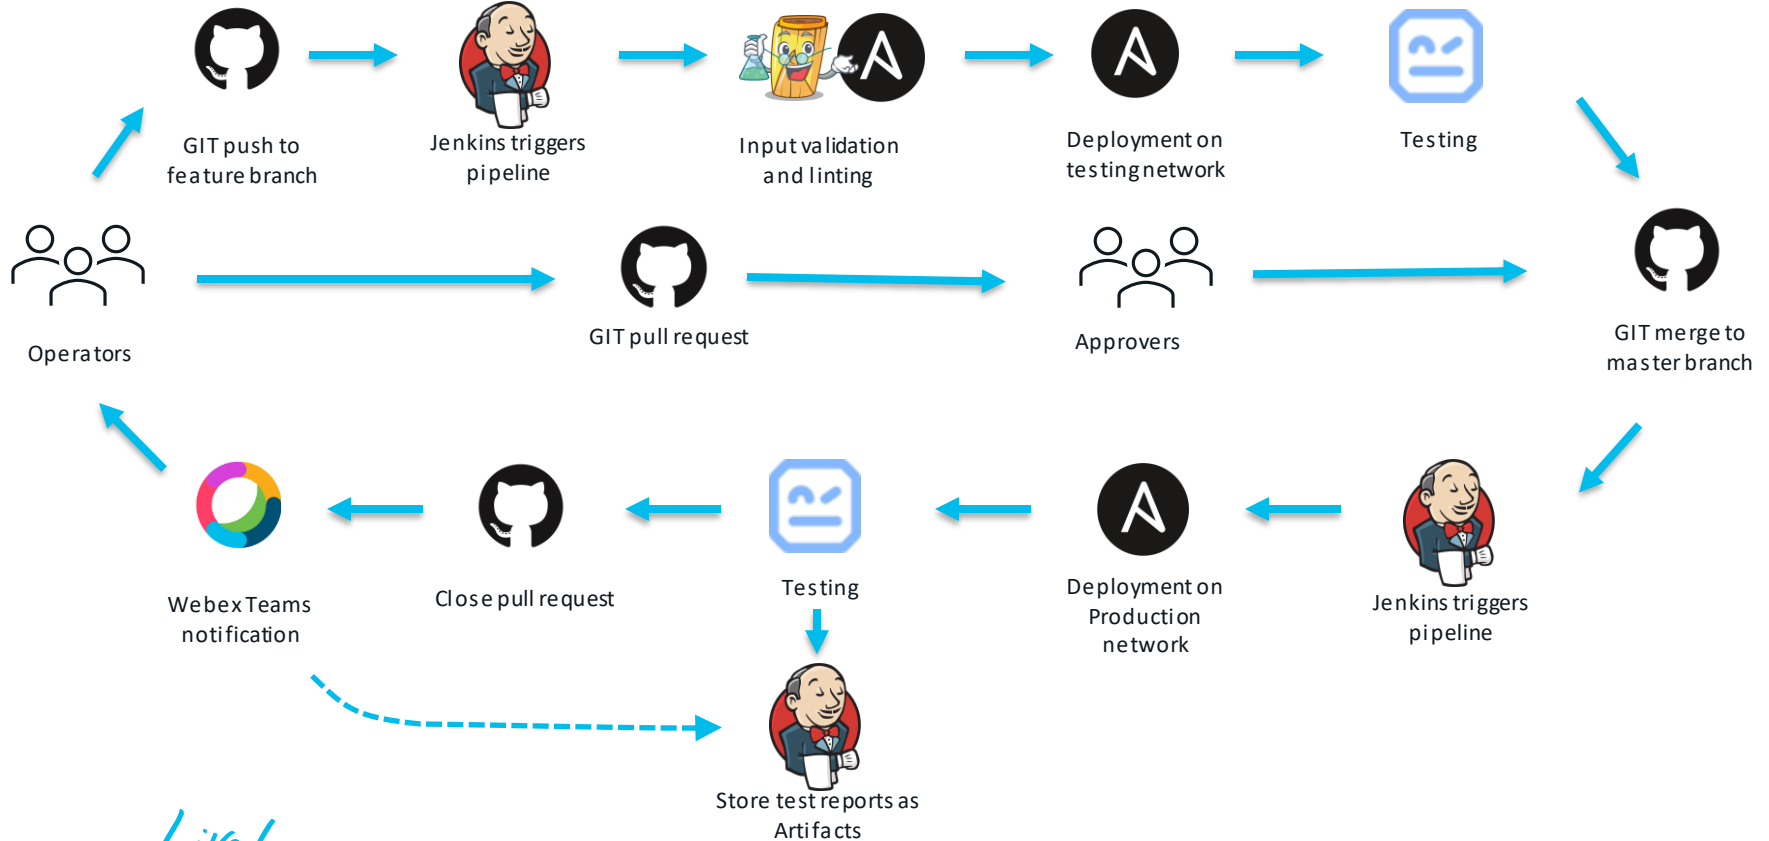 GIT push to
feature branch
Jenkins triggers
pipeline
Input validation
and linting
Deployment on
testing network
Testing
Operators
GIT pull request
Approvers
GIT merge to
master branch
Webex Teams
notification
Close pull request
Testing
Deployment on
Production
network
Jenkins triggers
pipeline
Store test reports as
Artifacts